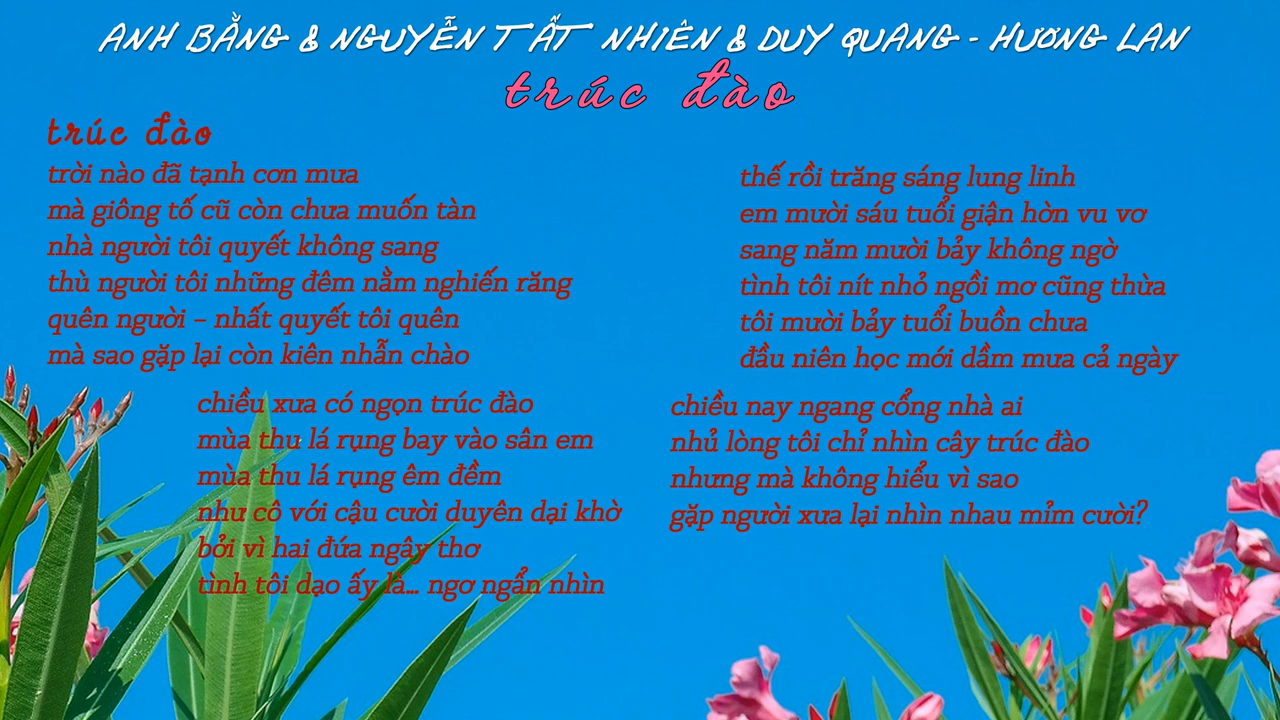 ANH BẰNG & NGUYỄN TẤT NHIÊN & DUY QUANG - HƯƠNG LAN
trúc đào
trúc đào
trời nào đã tạnh cơn mưa
mà giông tố cũ còn chưa muốn tàn
nhà người tôi quyết không sang
thù người tôi những đêm nằm nghiến răng
quên người – nhất quyết tôi quên
mà sao gặp lại còn kiên nhẫn chào
chiều xưa có ngọn trúc đào
mùa thu lá rụng bay vào sân em
mùa thu lá rụng êm đềm
như cô với cậu cười duyên dại khờ
bởi vì hai đứa ngây thơ
tình tôi dạo ấy là... ngơ ngẩn nhìn
thế rồi trăng sáng lung linh
em mười sáu tuổi giận hờn vu vơ
sang năm mười bảy không ngờ
tình tôi nít nhỏ ngồi mơ cũng thừa
tôi mười bảy tuổi buồn chưa
đầu niên học mới dầm mưa cả ngày
chiều nay ngang cổng nhà ai
nhủ lòng tôi chỉ nhìn cây trúc đào
nhưng mà không hiểu vì sao
gặp người xưa lại nhìn nhau mỉm cười?